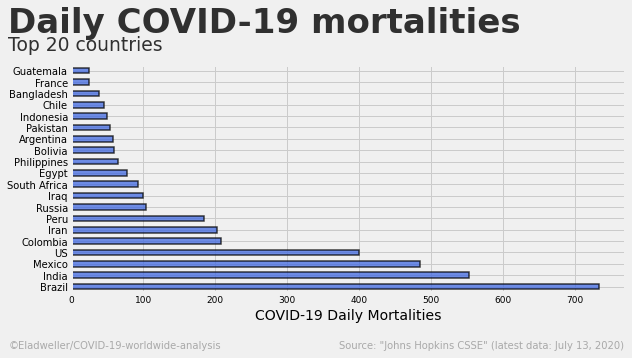 Daily COVID-19 mortalities
Top 20 countries
Guatemala
France
Bangladesh
Chile
Indonesia
Pakistan
Argentina
Bolivia
Philippines
Egypt
South Africa
Iraq
Russia
Peru
Iran
Colombia
US
Mexico
India
Brazil
0 100 200 300 400 500 600 700
COVID-19 Daily Mortalities
©Eladweller/COVID-19-worldwide-analysis
Source: "Johns Hopkins CSSE" (latest data: July 13, 2020)